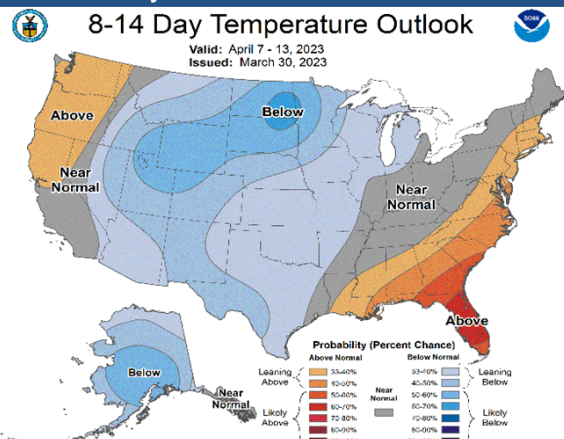 8-14 Day Temperature Outlook
Valid: April 7 - 13, 2023
Issued: March 30, 2023
noaa
Above
Below
Near
Normal
Near
Normal
Above
Below
Near
Normal
Probability (Percent Chance)
Above Normal
Below Normal
Leaning
Above
33-40%
40-50%
Near
Normal
33-40%
40-50%
Leaning
Below
Likely
Above
50-60%
60-70%
70-80%
80-90%
50-60%
60-70%
70-80%
80-90%
Likely
Below